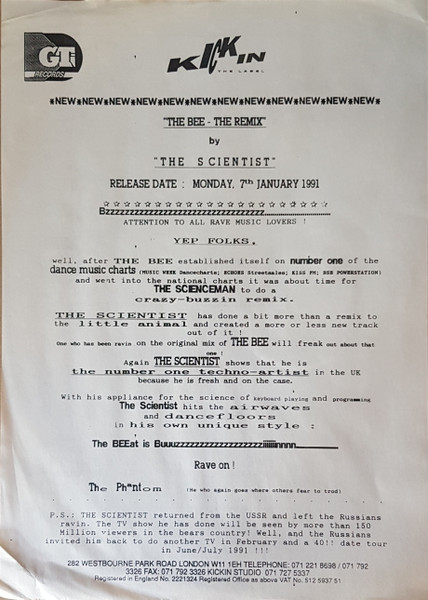 GTi
RECORDS
KICKIN
THE LABEL
*NEW*NEW*NEW*NEW*NEW*NEW*NEW*NEW*NEW*NEW*NEW*NEW*
"THE BEE - THE REMIX"
by
"THE SCIENTIST"
RELEASE DATE : MONDAY, 7th JANUARY 1991
☆☆☆☆☆☆☆☆☆☆☆☆☆☆☆☆☆☆☆☆☆☆
Bzzzzzzzzzzzzzzzzzzzzzzzzzzzzzzzzzzz..............................
ATTENTION TO ALL RAVE MUSIC LOVERS !
YEP FOLKS,
well, after THE BEE established itself on number one of the
dance music charts (MUSIC WEEK Dancecharts; ECHOES Streetsales; KISS FM; SGB POWERSTATION)
and went into the national charts it was about time for
THE SCIENCEMAN to do a
crazy-buzzin remix.
THE SCIENTIST has done a bit more than a remix to
the little animal and created a more or less new track
out of it !
One who has been ravin on the original mix of THE BEE will freak out about that
one !
Again THE SCIENTIST shows that he is
the number one techno-artist in the UK
because he is fresh and on the case.
With his appliance for the science of keyboard playing and programming
The Scientist hits the airwaves
and dancefloors
in his own unique style :
The BEEat is Buuuzzzzzzzzzzzzzzzzzzzzziiiiiiinnnn......
Rave on !
The Ph*ntom (He who again goes where others fear to trod)
. . . . . . . . . . . . . . . . . . . . . .
P.S.: THE SCIENTIST returned from the USSR and left the Russians
ravin. The TV show he has done will be seen by more than 150
Million viewers in the bears country! Well, and the Russians
invited him back to do another TV in February and a 40!! date tour
in June/July 1991 !!!
282 WESTBOURNE PARK ROAD LONDON W11 1EH TELEPHONE: 071 221 8698 / 071 792
3326 FAX: 071 792 3326 KICKIN STUDIO 071 727 5337
Registered in England No. 2221324 Registered Office as above VAT No. 512 5937 51